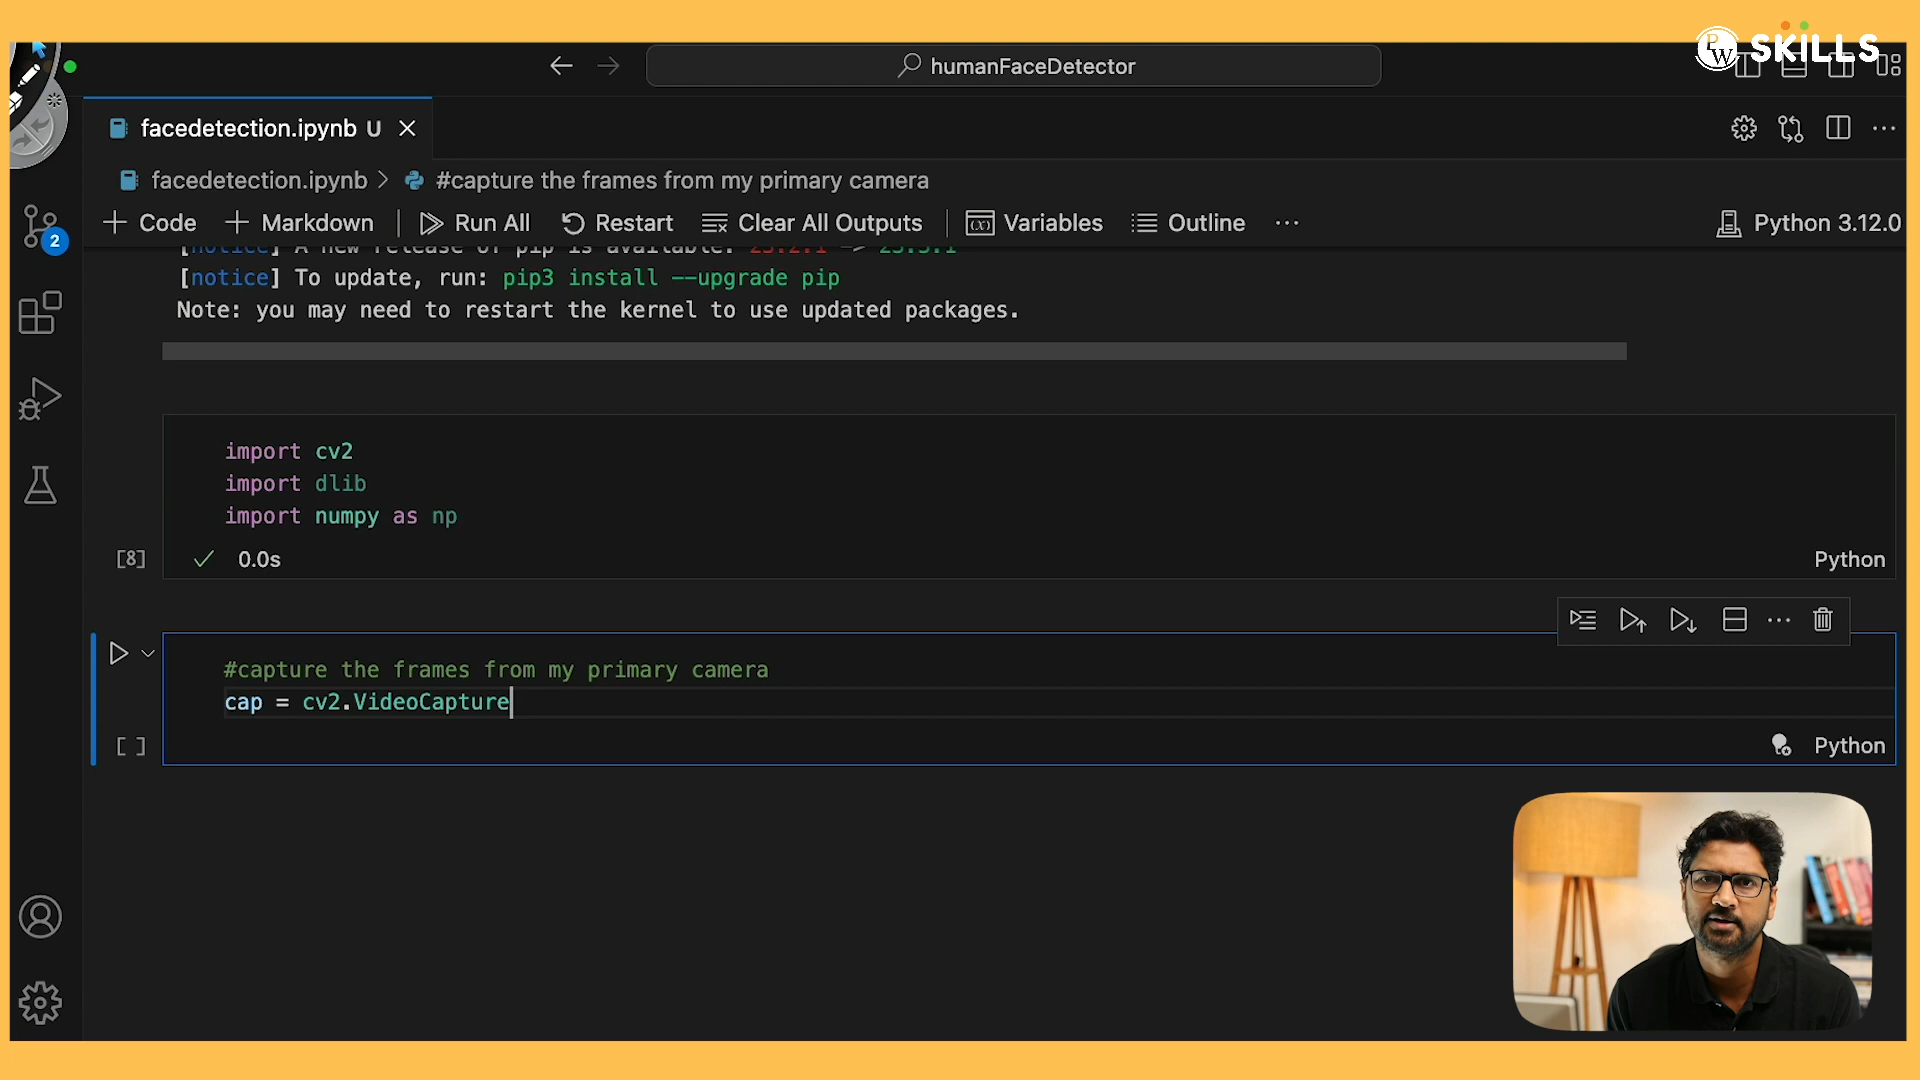 PW SKILLS
humanFaceDetector
facedetection.ipynb U
facedetection.ipynb > #capture the frames from my primary camera
2
+ Code + Markdown Run All Restart Clear All Outputs Variables Outline ... Python 3.12.0
[notice] A new release of pip is available: 23.2.1 -> 23.3.1
[notice] To update, run: pip3 install --upgrade pip
Note: you may need to restart the kernel to use updated packages.
import cv2
import dlib
import numpy as np
[8] 0.0s Python
#capture the frames from my primary camera
cap = cv2.VideoCapture
[ ] Python